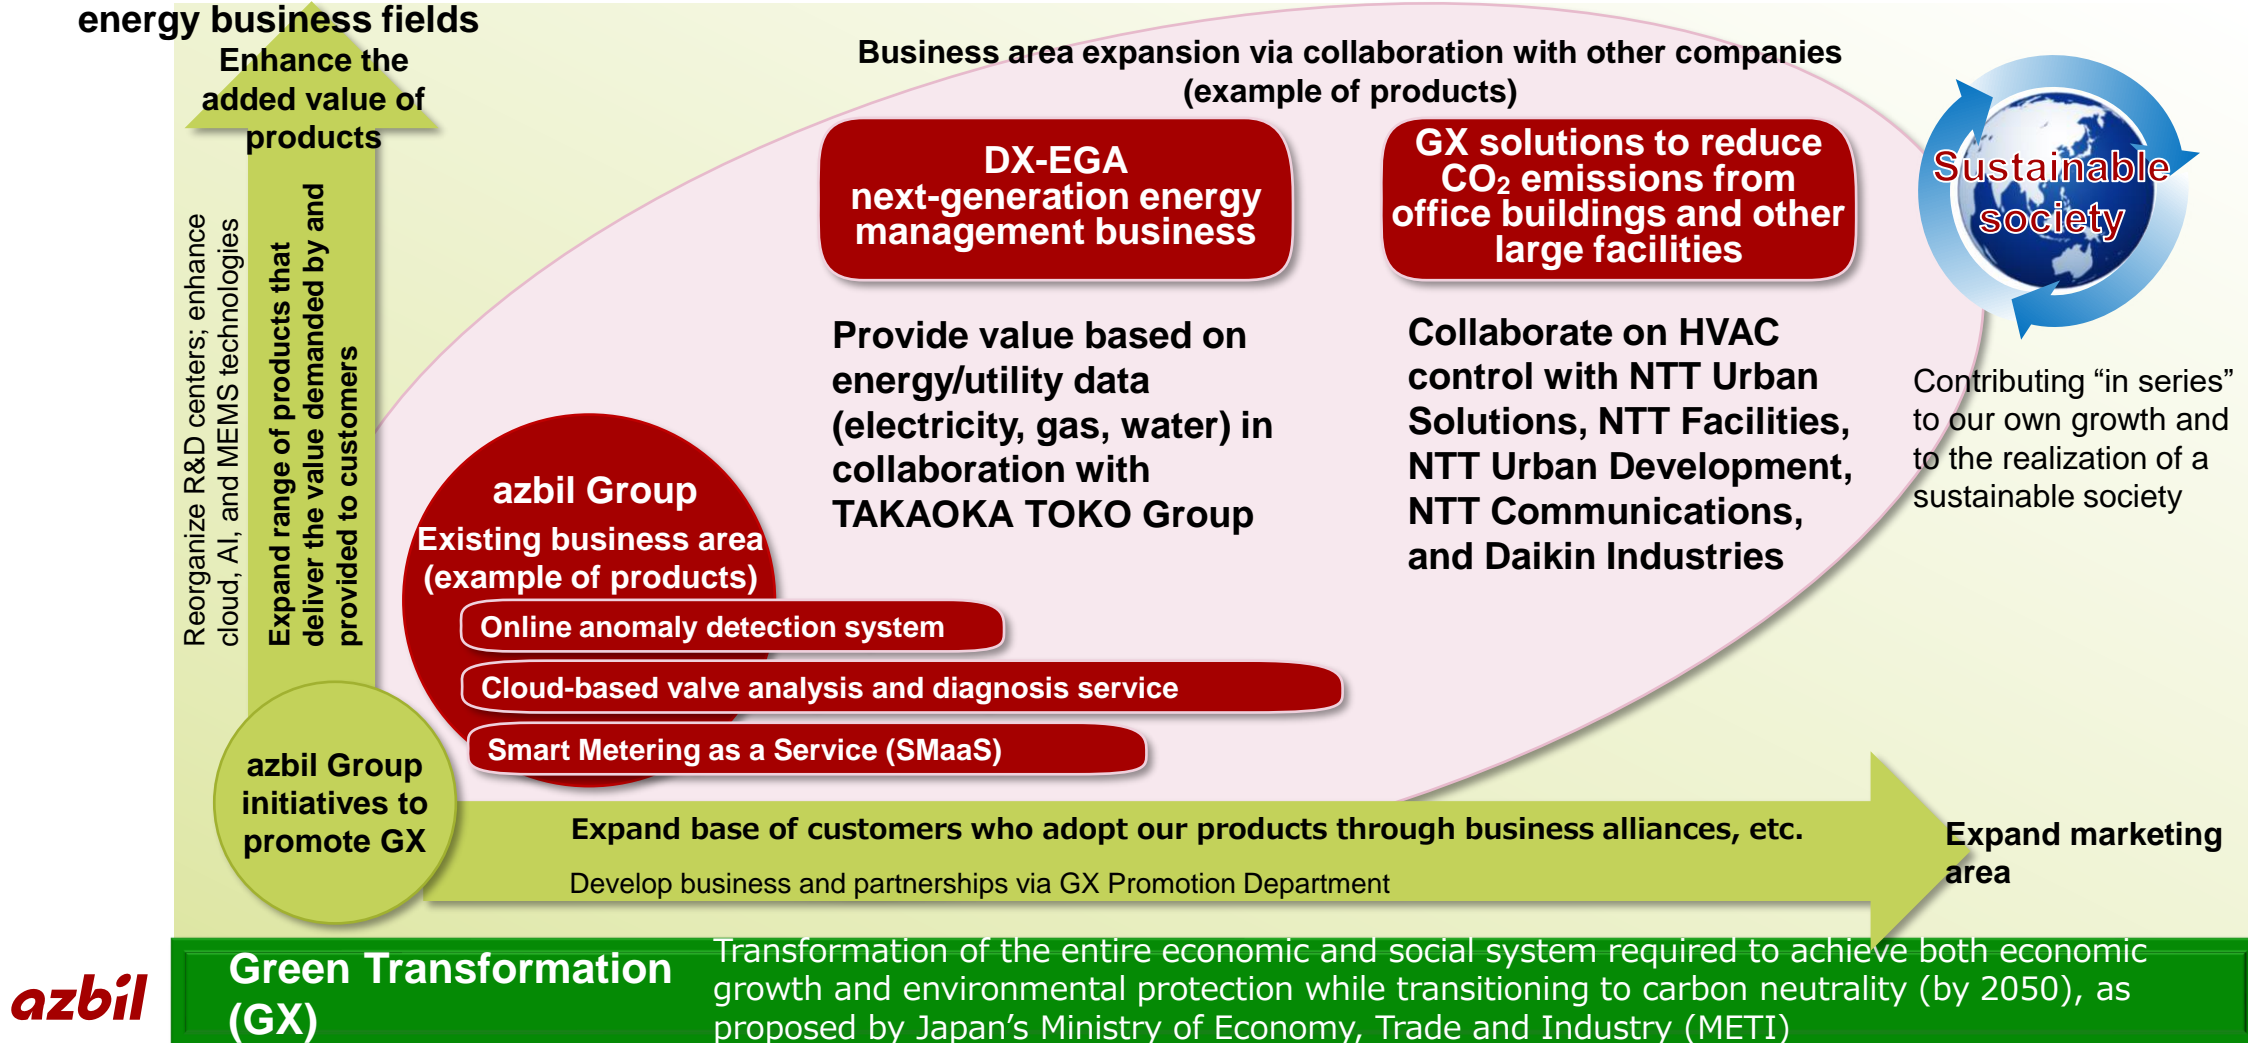 energy business fields
Enhance the
added value of
products
Reorganize R&D centers; enhance
cloud, AI, and MEMS technologies
Expand range of products that
deliver the value demanded by and
provided to customers
Business area expansion via collaboration with other companies
(example of products)
DX-EGA
next-generation energy
management business
Provide value based on
energy/utility data
(electricity, gas, water) in
collaboration with
TAKAOKA TOKO Group
GX solutions to reduce
CO₂ emissions from
office buildings and other
large facilities
Collaborate on HVAC
control with NTT Urban
Solutions, NTT Facilities,
NTT Urban Development,
NTT Communications,
and Daikin Industries
Sustainable
society
Contributing “in series”
to our own growth and
to the realization of a
sustainable society
azbil Group
Existing business area
(example of products)
Online anomaly detection system
Cloud-based valve analysis and diagnosis service
Smart Metering as a Service (SMaaS)
azbil Group
initiatives to
promote GX
Expand base of customers who adopt our products through business alliances, etc.
Develop business and partnerships via GX Promotion Department
Expand marketing
area
azbil
Green Transformation
(GX)
Transformation of the entire economic and social system required to achieve both economic
growth and environmental protection while transitioning to carbon neutrality (by 2050), as
proposed by Japan’s Ministry of Economy, Trade and Industry (METI)